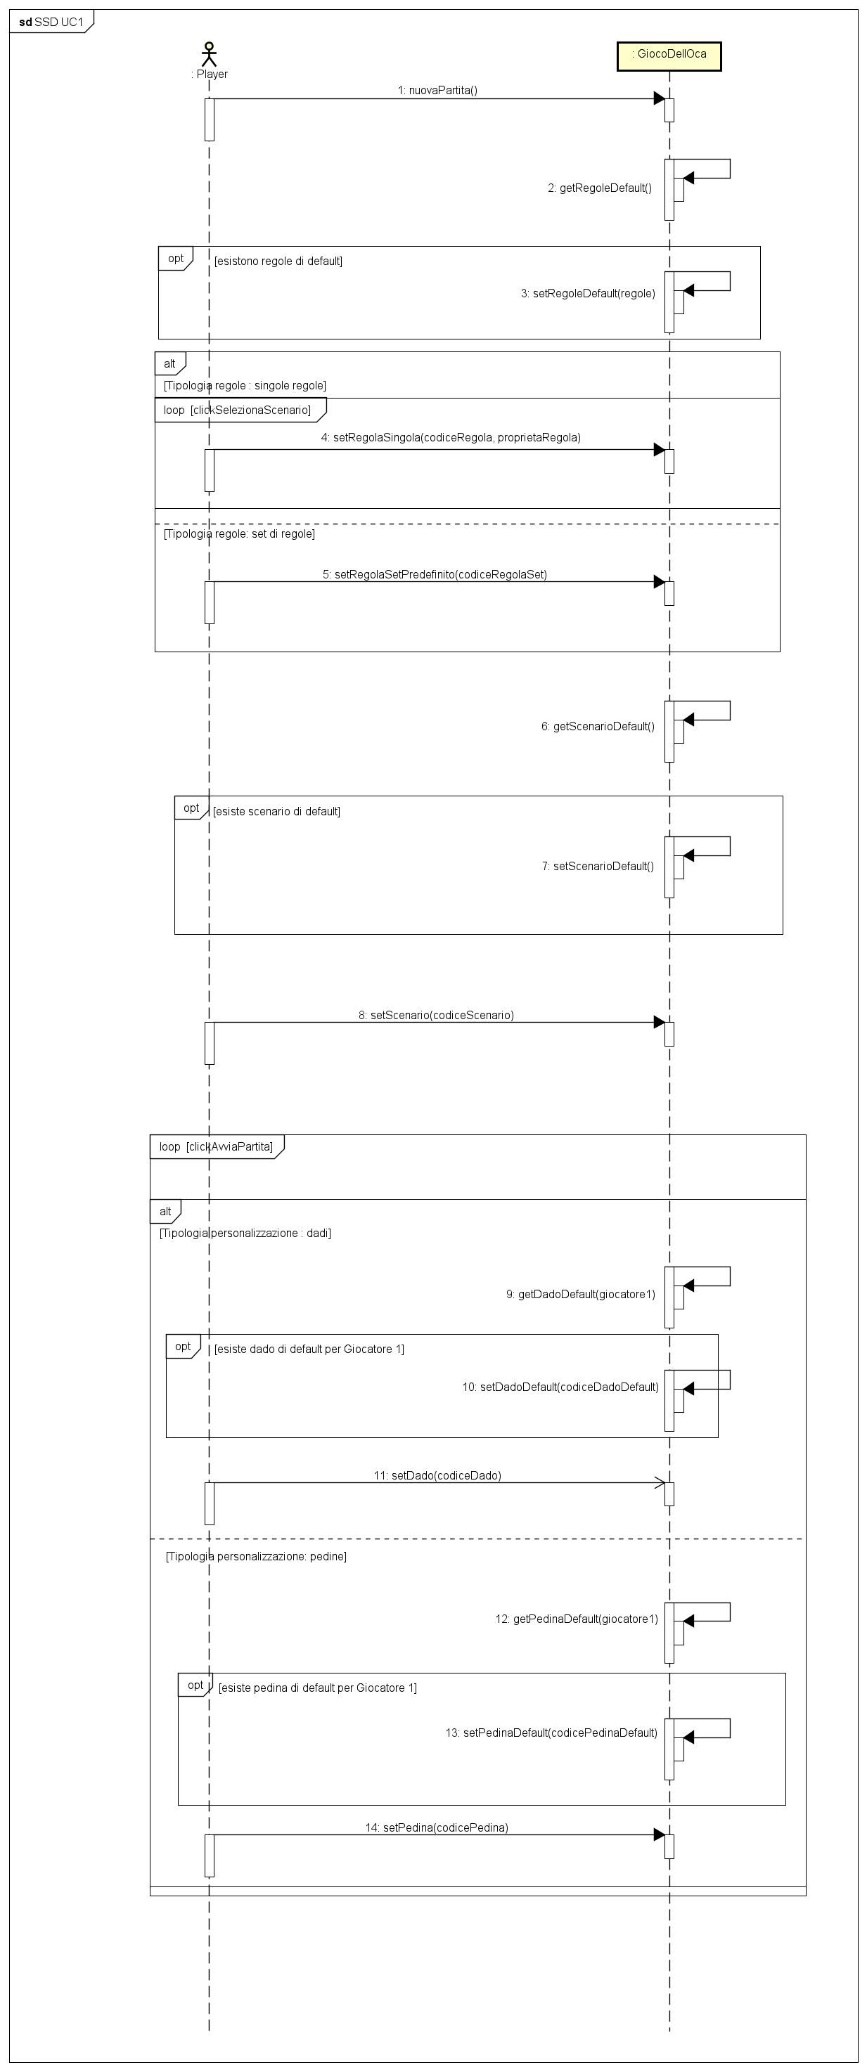 sd SSD UC1
: Player
: GiocoDellOca
1: nuovaPartita()
2: getRegoleDefault()
opt
[esistono regole di default]
3: setRegoleDefault(regole)
alt
[Tipologia regole : singole regole]
loop [clickSelezionaScenario]
4: setRegolaSingola(codiceRegola, proprietaRegola)
[Tipologia regole: set di regole]
5: setRegolaSetPredefinito(codiceRegolaSet)
6: getScenarioDefault()
opt
[esiste scenario di default]
7: setScenarioDefault()
8: setScenario(codiceScenario)
loop [clickAvviaPartita]
alt
[Tipologia personalizzazione : dadi]
9: getDadoDefault(giocatore1)
opt
[esiste dado di default per Giocatore 1]
10: setDadoDefault(codiceDadoDefault)
11: setDado(codiceDado)
[Tipologia personalizzazione: pedine]
12: getPedinaDefault(giocatore1)
opt
[esiste pedina di default per Giocatore 1]
13: setPedinaDefault(codicePedinaDefault)
14: setPedina(codicePedina)